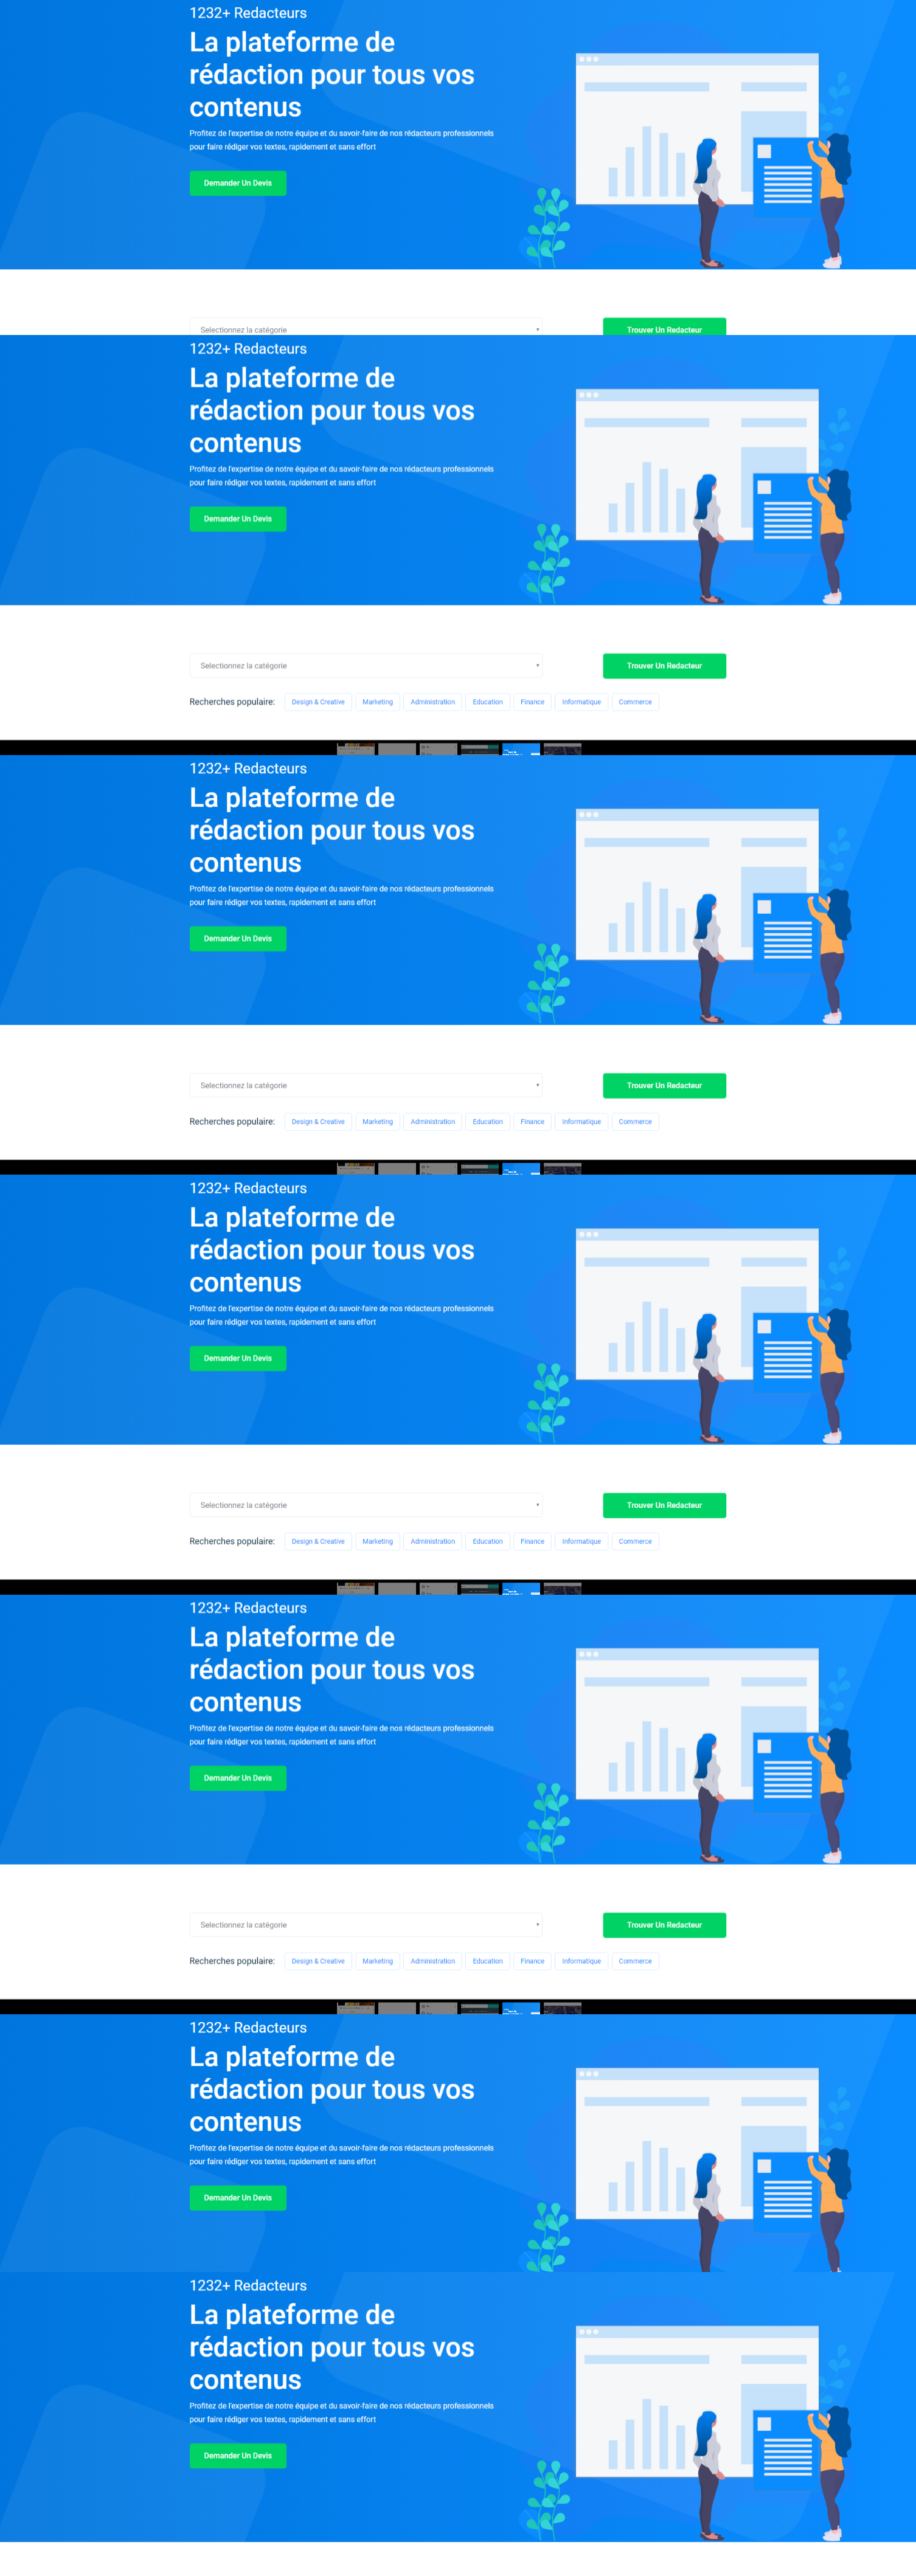 1232+ Redacteurs
La plateforme de
rédaction pour tous vos
contenus
Profitez de l'expertise de notre équipe et du savoir-faire de nos rédacteurs professionnels
pour faire rédiger vos textes, rapidement et sans effort
Demander Un Devis
Selectionnez la catégorie
Trouver Un Redacteur
1232+ Redacteurs
La plateforme de
rédaction pour tous vos
contenus
Profitez de l'expertise de notre équipe et du savoir-faire de nos rédacteurs professionnels
pour faire rédiger vos textes, rapidement et sans effort
Demander Un Devis
Selectionnez la catégorie
Trouver Un Redacteur
Recherches populaire: Design & Creative Marketing Administration Education Finance Informatique Commerce
1232+ Redacteurs
La plateforme de
rédaction pour tous vos
contenus
Profitez de l'expertise de notre équipe et du savoir-faire de nos rédacteurs professionnels
pour faire rédiger vos textes, rapidement et sans effort
Demander Un Devis
Selectionnez la catégorie
Trouver Un Redacteur
Recherches populaire: Design & Creative Marketing Administration Education Finance Informatique Commerce
1232+ Redacteurs
La plateforme de
rédaction pour tous vos
contenus
Profitez de l'expertise de notre équipe et du savoir-faire de nos rédacteurs professionnels
pour faire rédiger vos textes, rapidement et sans effort
Demander Un Devis
Selectionnez la catégorie
Trouver Un Redacteur
Recherches populaire: Design & Creative Marketing Administration Education Finance Informatique Commerce
1232+ Redacteurs
La plateforme de
rédaction pour tous vos
contenus
Profitez de l'expertise de notre équipe et du savoir-faire de nos rédacteurs professionnels
pour faire rédiger vos textes, rapidement et sans effort
Demander Un Devis
Selectionnez la catégorie
Trouver Un Redacteur
Recherches populaire: Design & Creative Marketing Administration Education Finance Informatique Commerce
1232+ Redacteurs
La plateforme de
rédaction pour tous vos
contenus
Profitez de l'expertise de notre équipe et du savoir-faire de nos rédacteurs professionnels
pour faire rédiger vos textes, rapidement et sans effort
Demander Un Devis
1232+ Redacteurs
La plateforme de
rédaction pour tous vos
contenus
Profitez de l'expertise de notre équipe et du savoir-faire de nos rédacteurs professionnels
pour faire rédiger vos textes, rapidement et sans effort
Demander Un Devis